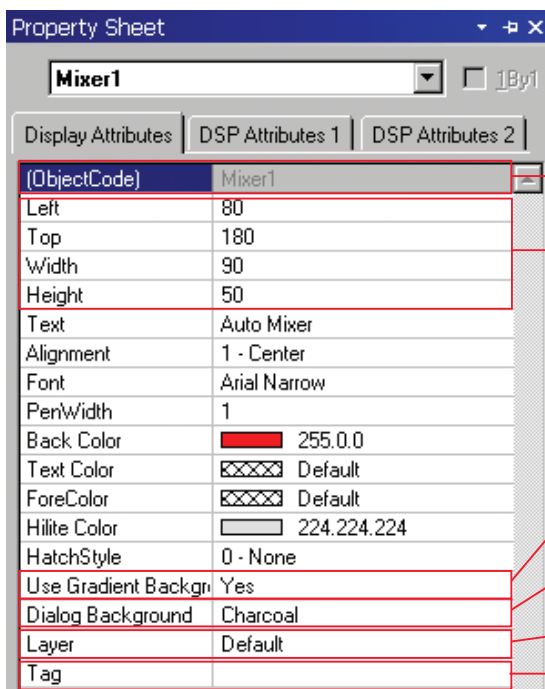 Property Sheet
Mixer1 1By1
Display Attributes DSP Attributes 1 DSP Attributes 2
(ObjectCode) Mixer1
Left 80
Top 180
Width 90
Height 50
Text Auto Mixer
Alignment 1 - Center
Font Arial Narrow
PenWidth 1
Back Color 255.0.0
Text Color Default
ForeColor Default
Hilite Color 224.224.224
HatchStyle 0 - None
Use Gradient Backgr Yes
Dialog Background Charcoal
Layer Default
Tag